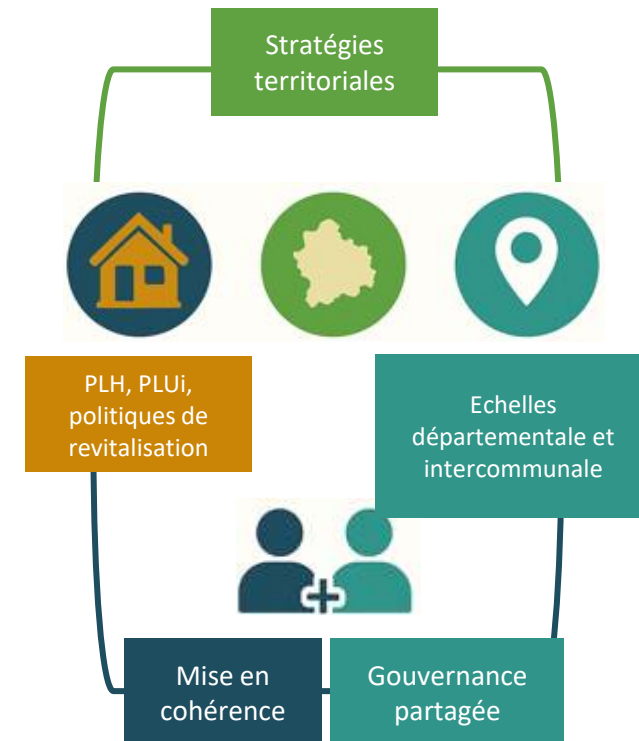 Stratégies
territoriales
PLH, PLUi,
politiques de
revitalisation
Echelles
départementale et
intercommunale
Mise en
cohérence
Gouvernance
partagée